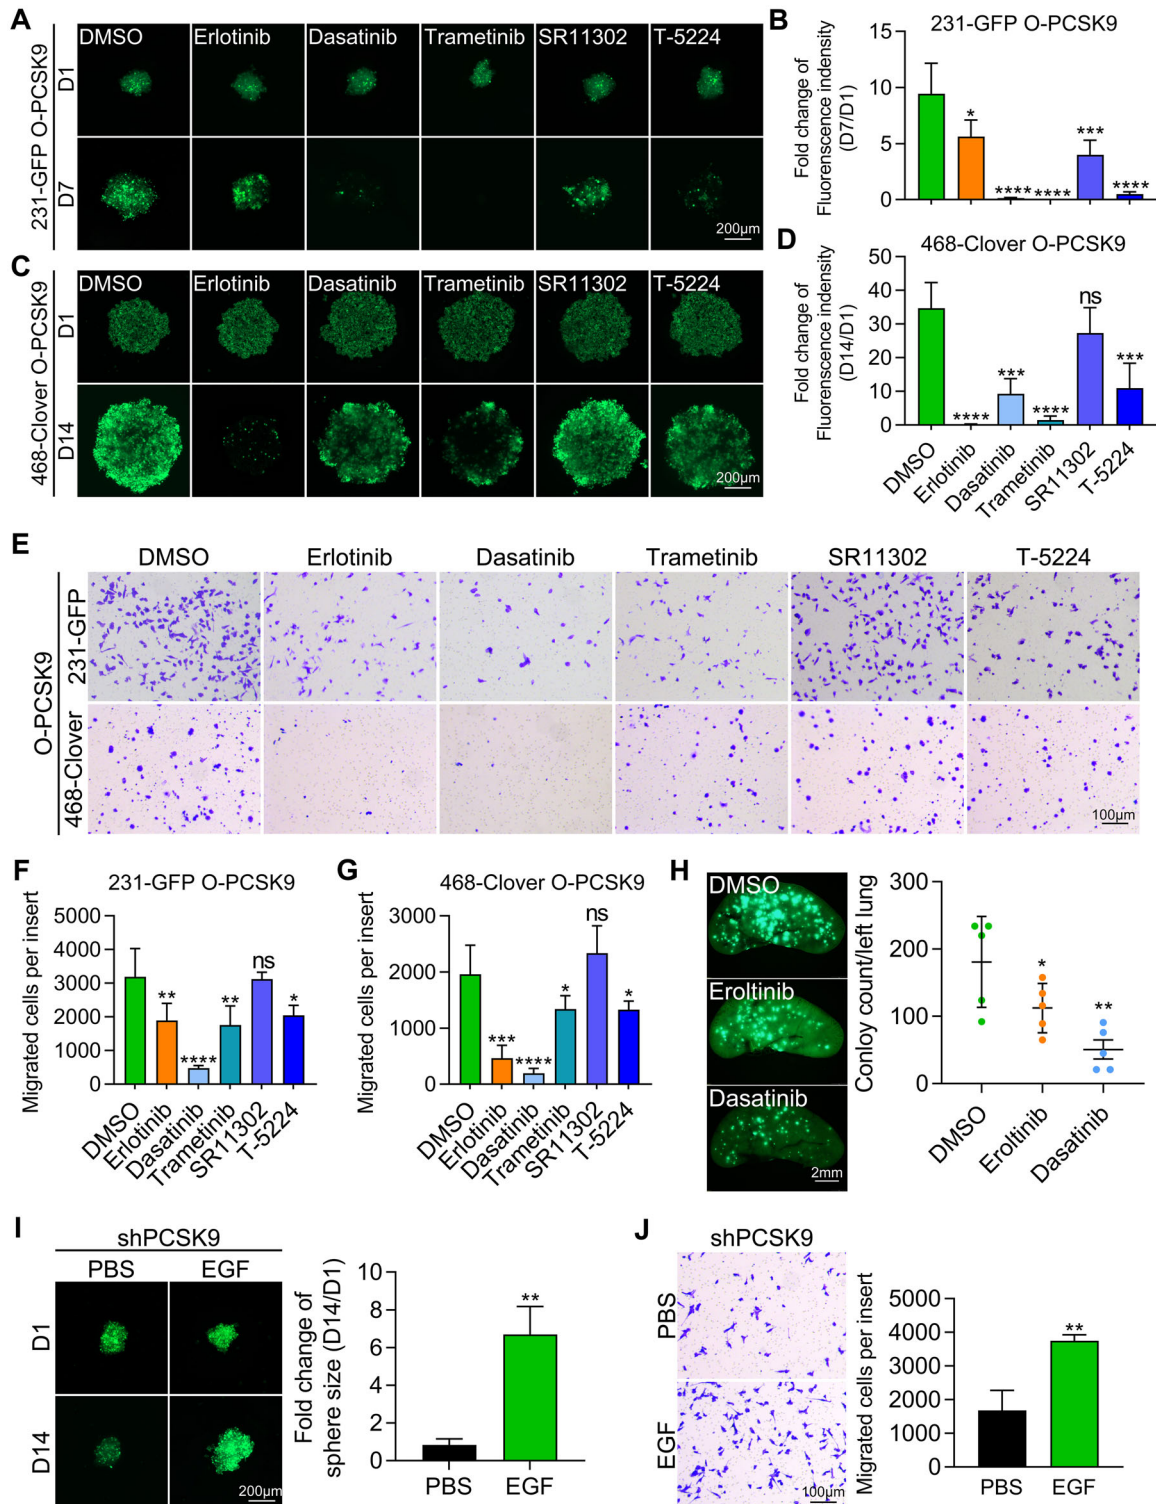 A
DMSO Erlotinib Dasatinib Trametinib SR11302 T-5224
231-GFP O-PCSK9
D1
D7
200μm
B
231-GFP O-PCSK9
Fold change of
Fluorescence indensity
(D7/D1)
15
10
5
0
* **** **** *** ****
C
DMSO Erlotinib Dasatinib Trametinib SR11302 T-5224
468-Clover O-PCSK9
D1
D14
200μm
D
468-Clover O-PCSK9
Fold change of
Fluorescence indensity
(D14/D1)
50
40
30
20
10
0
**** *** **** ns ***
DMSO Erlotinib Dasatinib Trametinib SR11302 T-5224
E
DMSO Erlotinib Dasatinib Trametinib SR11302 T-5224
O-PCSK9
231-GFP
468-Clover
100μm
F
231-GFP O-PCSK9
Migrated cells per insert
5000
4000
3000
2000
1000
0
** **** ** ns *
DMSO Erlotinib Dasatinib Trametinib SR11302 T-5224
G
468-Clover O-PCSK9
Migrated cells per insert
3000
2000
1000
0
*** **** * ns *
DMSO Erlotinib Dasatinib Trametinib SR11302 T-5224
H
DMSO
Eroltinib
Dasatinib
2mm
Conloy count/left lung
300
200
100
0
* **
DMSO Eroltinib Dasatinib
I
shPCSK9
PBS EGF
D1
D14
200μm
Fold change of
sphere size (D14/D1)
10
8
6
4
2
0
**
PBS EGF
J
shPCSK9
PBS
EGF
100μm
Migrated cells per insert
5000
4000
3000
2000
1000
0
**
PBS EGF